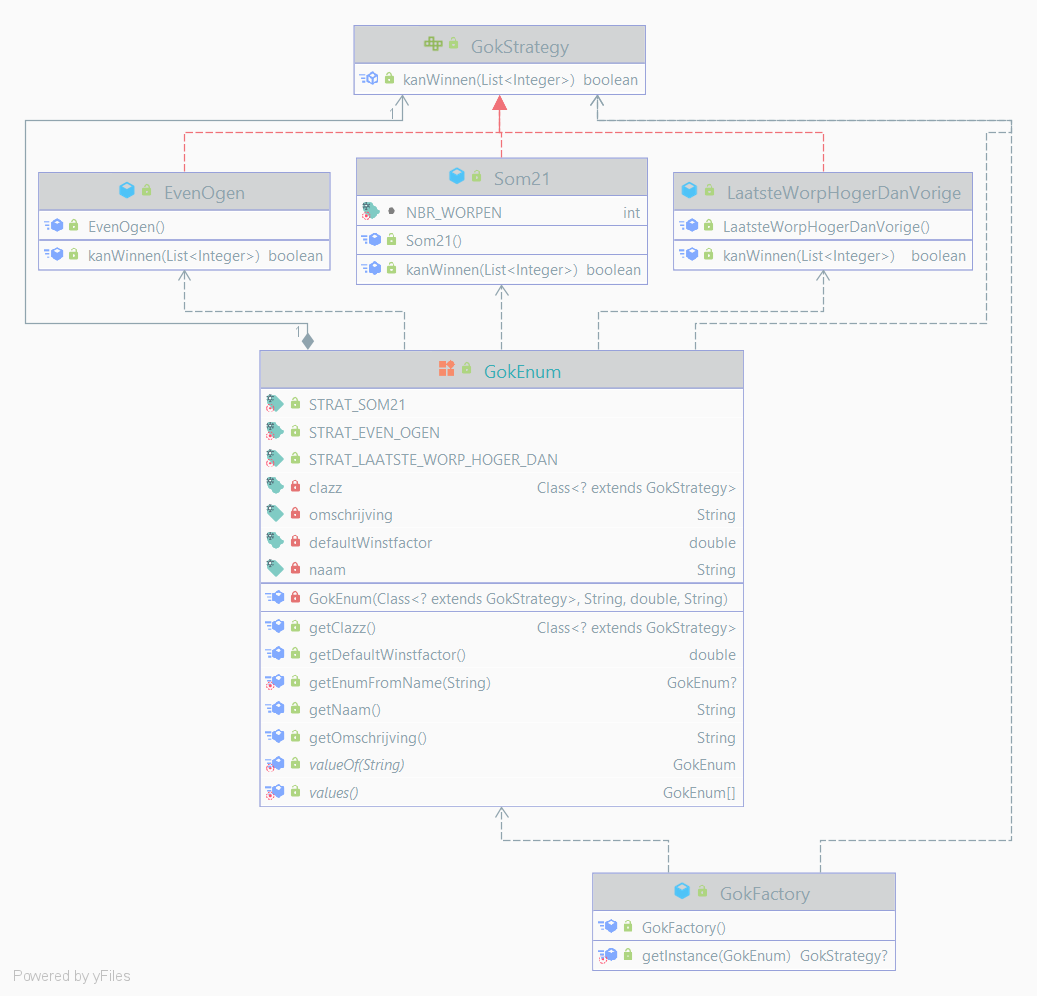 GokStrategy
kanWinnen(List<Integer>) boolean
1
EvenOgen
EvenOgen()
kanWinnen(List<Integer>) boolean
Som21
NBR_WORPEN int
Som21()
kanWinnen(List<Integer>) boolean
LaatsteWorpHogerDanVorige
LaatsteWorpHogerDanVorige()
kanWinnen(List<Integer>) boolean
1
GokEnum
STRAT_SOM21
STRAT_EVEN_OGEN
STRAT_LAATSTE_WORP_HOGER_DAN
clazz Class<? extends GokStrategy>
omschrijving String
defaultWinstfactor double
naam String
GokEnum(Class<? extends GokStrategy>, String, double, String)
getClazz() Class<? extends GokStrategy>
getDefaultWinstfactor() double
getEnumFromName(String) GokEnum?
getNaam() String
getOmschrijving() String
valueOf(String) GokEnum
values() GokEnum[]
GokFactory
GokFactory()
getInstance(GokEnum) GokStrategy?
Powered by yFiles